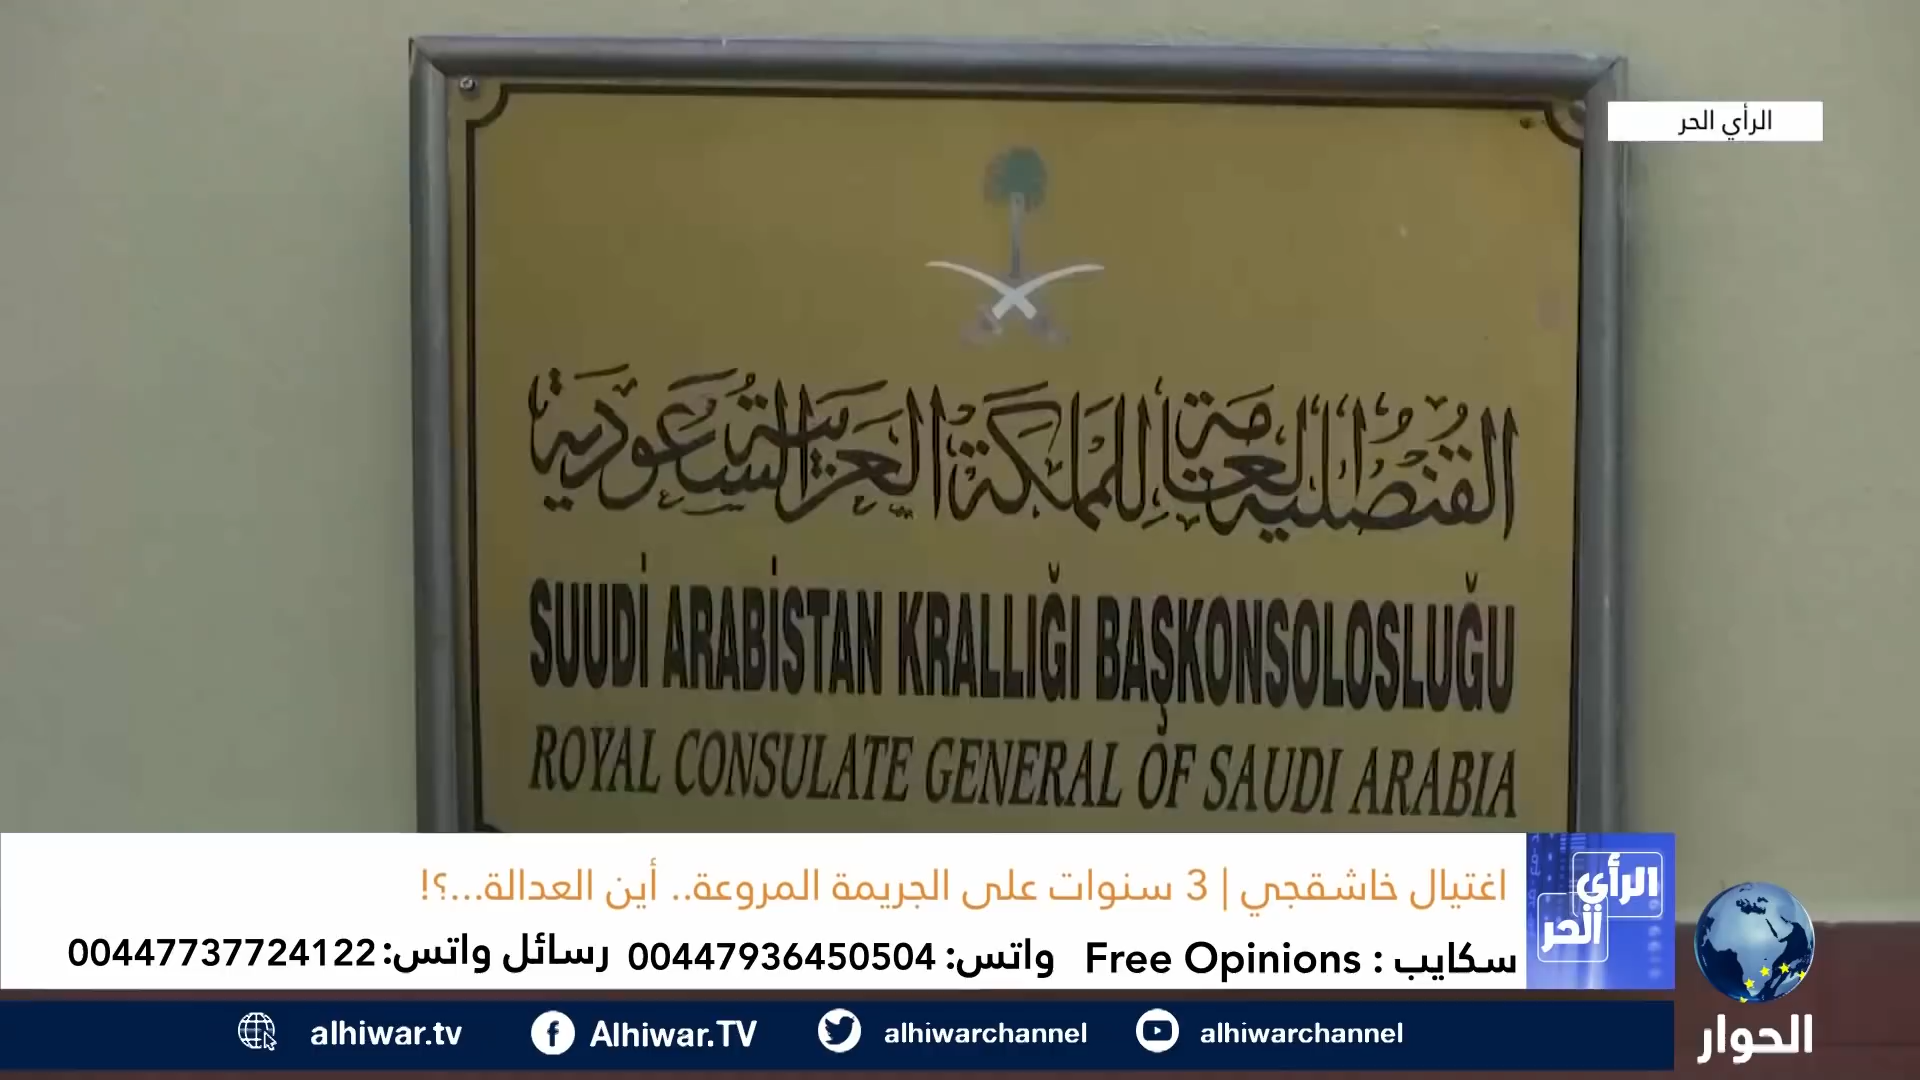 الرأي الحر
القنصلية العامة للمملكة العربية السعودية
SUUDİ ARABİSTAN KRALLIĞI BAŞKONSOLOSLUĞU
ROYAL CONSULATE GENERAL OF SAUDI ARABIA
اغتيال خاشقجي | 3 سنوات على الجريمة المروعة.. أين العدالة...؟!
الرأي الحر
سكايب : Free Opinions واتس: 00447936450504 رسائل واتس: 00447737724122
alhiwar.tv Alhiwar.TV alhiwarchannel alhiwarchannel
الحوار